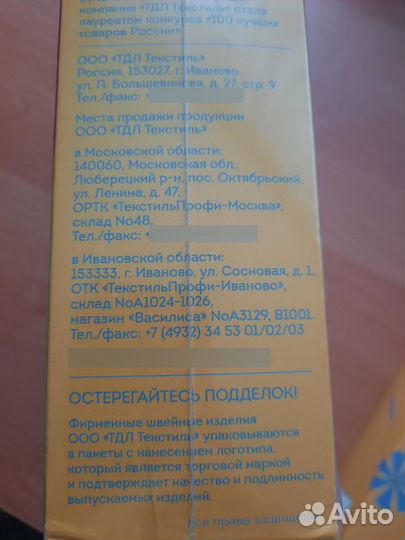 компания «ТДЛ Текстиль» стала
лауреатом конкурса «100 лучших
товаров России».
ООО «ТДЛ Текстиль»
Россия, 153027, г. Иваново,
ул. П. Большевикова, д. 27, стр. 9
Тел./факс: +
Места продажи продукции
ООО «ТДЛ Текстиль»
в Московской области:
140060, Московская обл.,
Люберецкий р-н, пос. Октябрьский,
ул. Ленина, д. 47,
ОРТК «ТекстильПрофи-Москва»,
склад No48.
Тел./факс: +
в Ивановской области:
153333, г. Иваново, ул. Сосновая, д. 1,
ОТК «ТекстильПрофи-Иваново»,
склад NoА1024-1026,
магазин «Василиса» NoА3129, В1001.
Тел./факс: +7 (4932) 34 53 01/02/03
ОСТЕРЕГАЙТЕСЬ ПОДДЕЛОК!
Фирменные швейные изделия
ООО «ТДЛ Текстиль» упаковываются
в пакеты с нанесением логотипа,
который является торговой маркой
и подтверждает качество и подлинность
выпускаемых изделий.
Все права защище
Avito